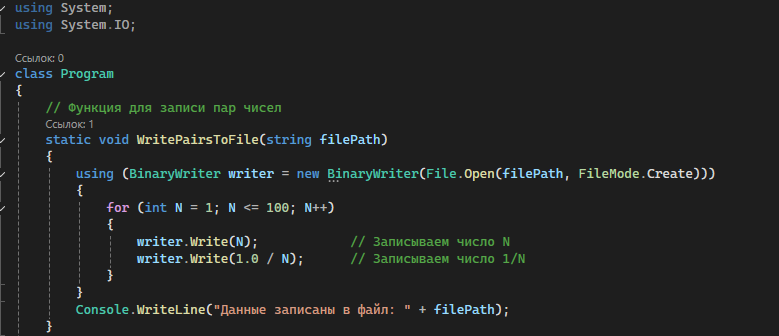 using System;
using System.IO;
Ссылок: 0
class Program
{
// Функция для записи пар чисел
Ссылок: 1
static void WritePairsToFile(string filePath)
{
using (BinaryWriter writer = new BinaryWriter(File.Open(filePath, FileMode.Create)))
{
for (int N = 1; N <= 100; N++)
{
writer.Write(N); // Записываем число N
writer.Write(1.0 / N); // Записываем число 1/N
}
}
Console.WriteLine("Данные записаны в файл: " + filePath);
}